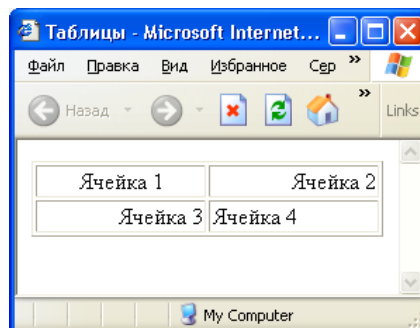 Таблицы - Microsoft Internet...
Файл Правка Вид Избранное Сер »
Назад » Links
Ячейка 1 Ячейка 2
Ячейка 3 Ячейка 4
My Computer